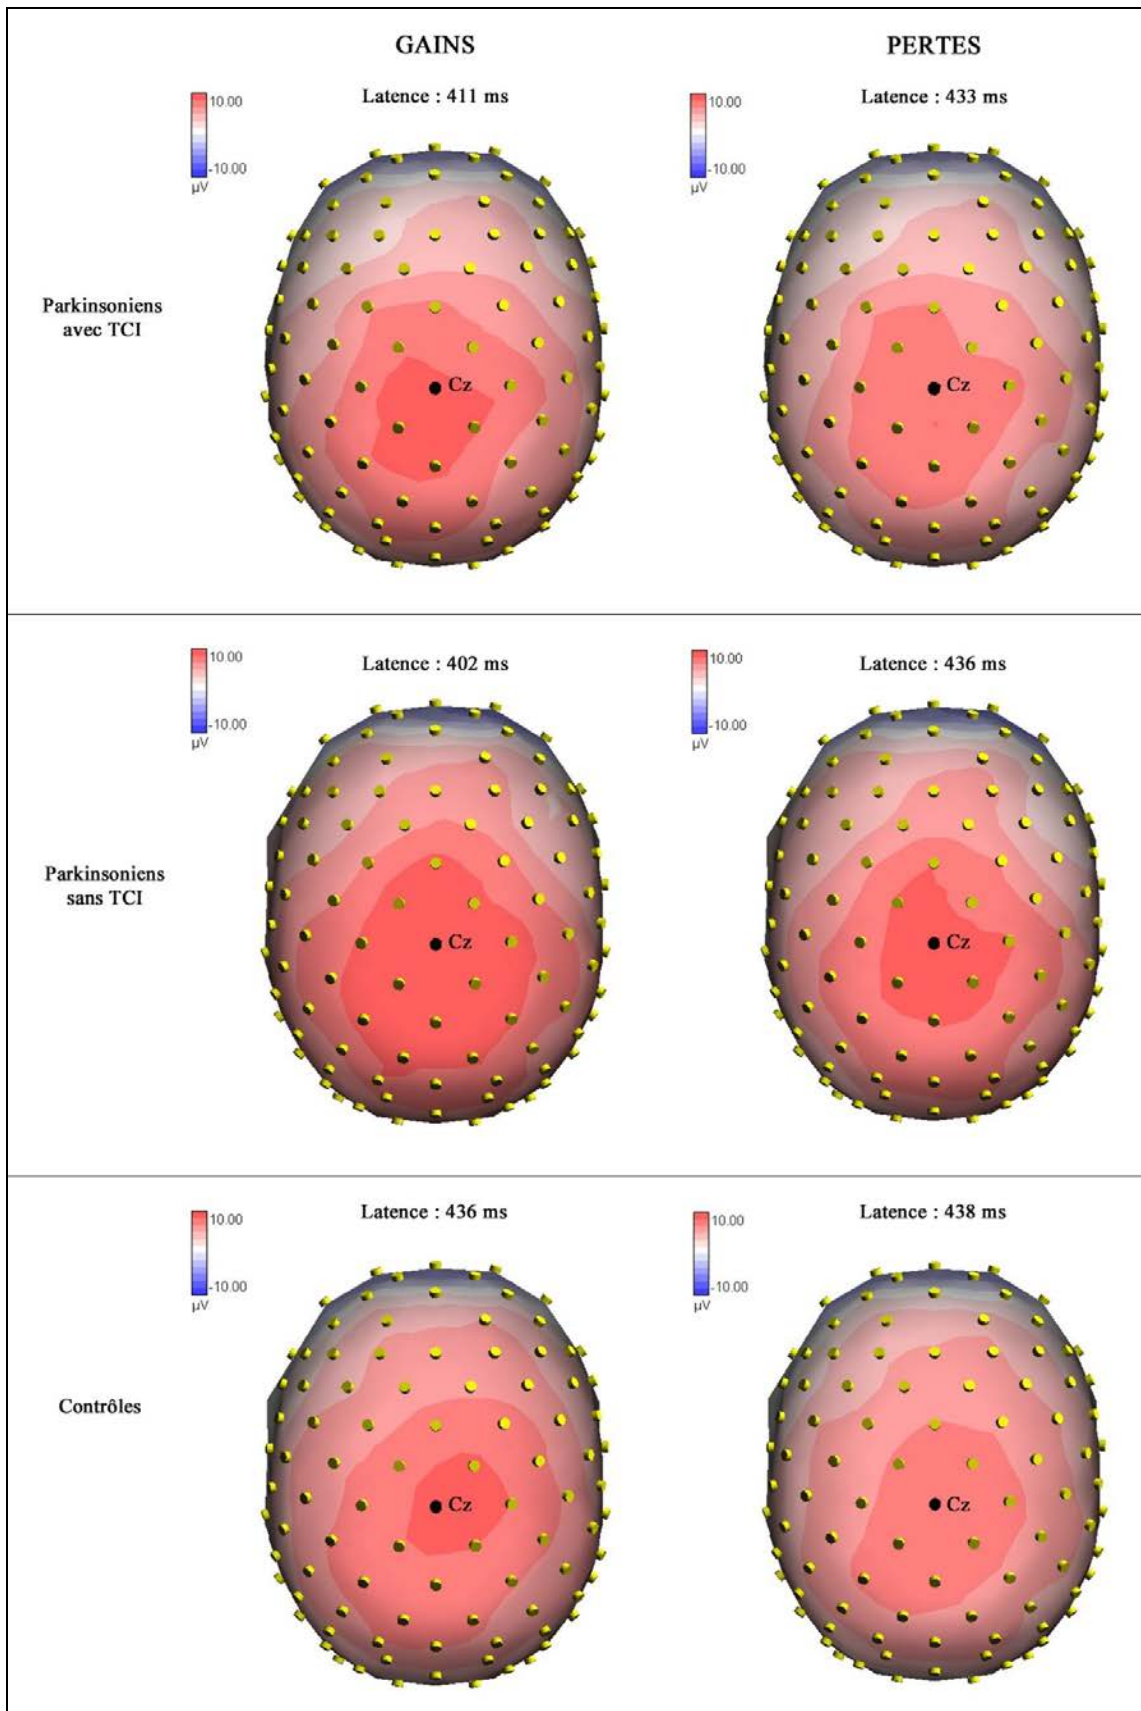 GAINS
PERTES
Latence : 411 ms
Latence : 433 ms
10.00
-10.00
µV
10.00
-10.00
µV
Parkinsoniens
avec TCI
Cz
Cz
Latence : 402 ms
Latence : 436 ms
10.00
-10.00
µV
10.00
-10.00
µV
Parkinsoniens
sans TCI
Cz
Cz
Latence : 436 ms
Latence : 438 ms
10.00
-10.00
µV
10.00
-10.00
µV
Contrôles
Cz
Cz